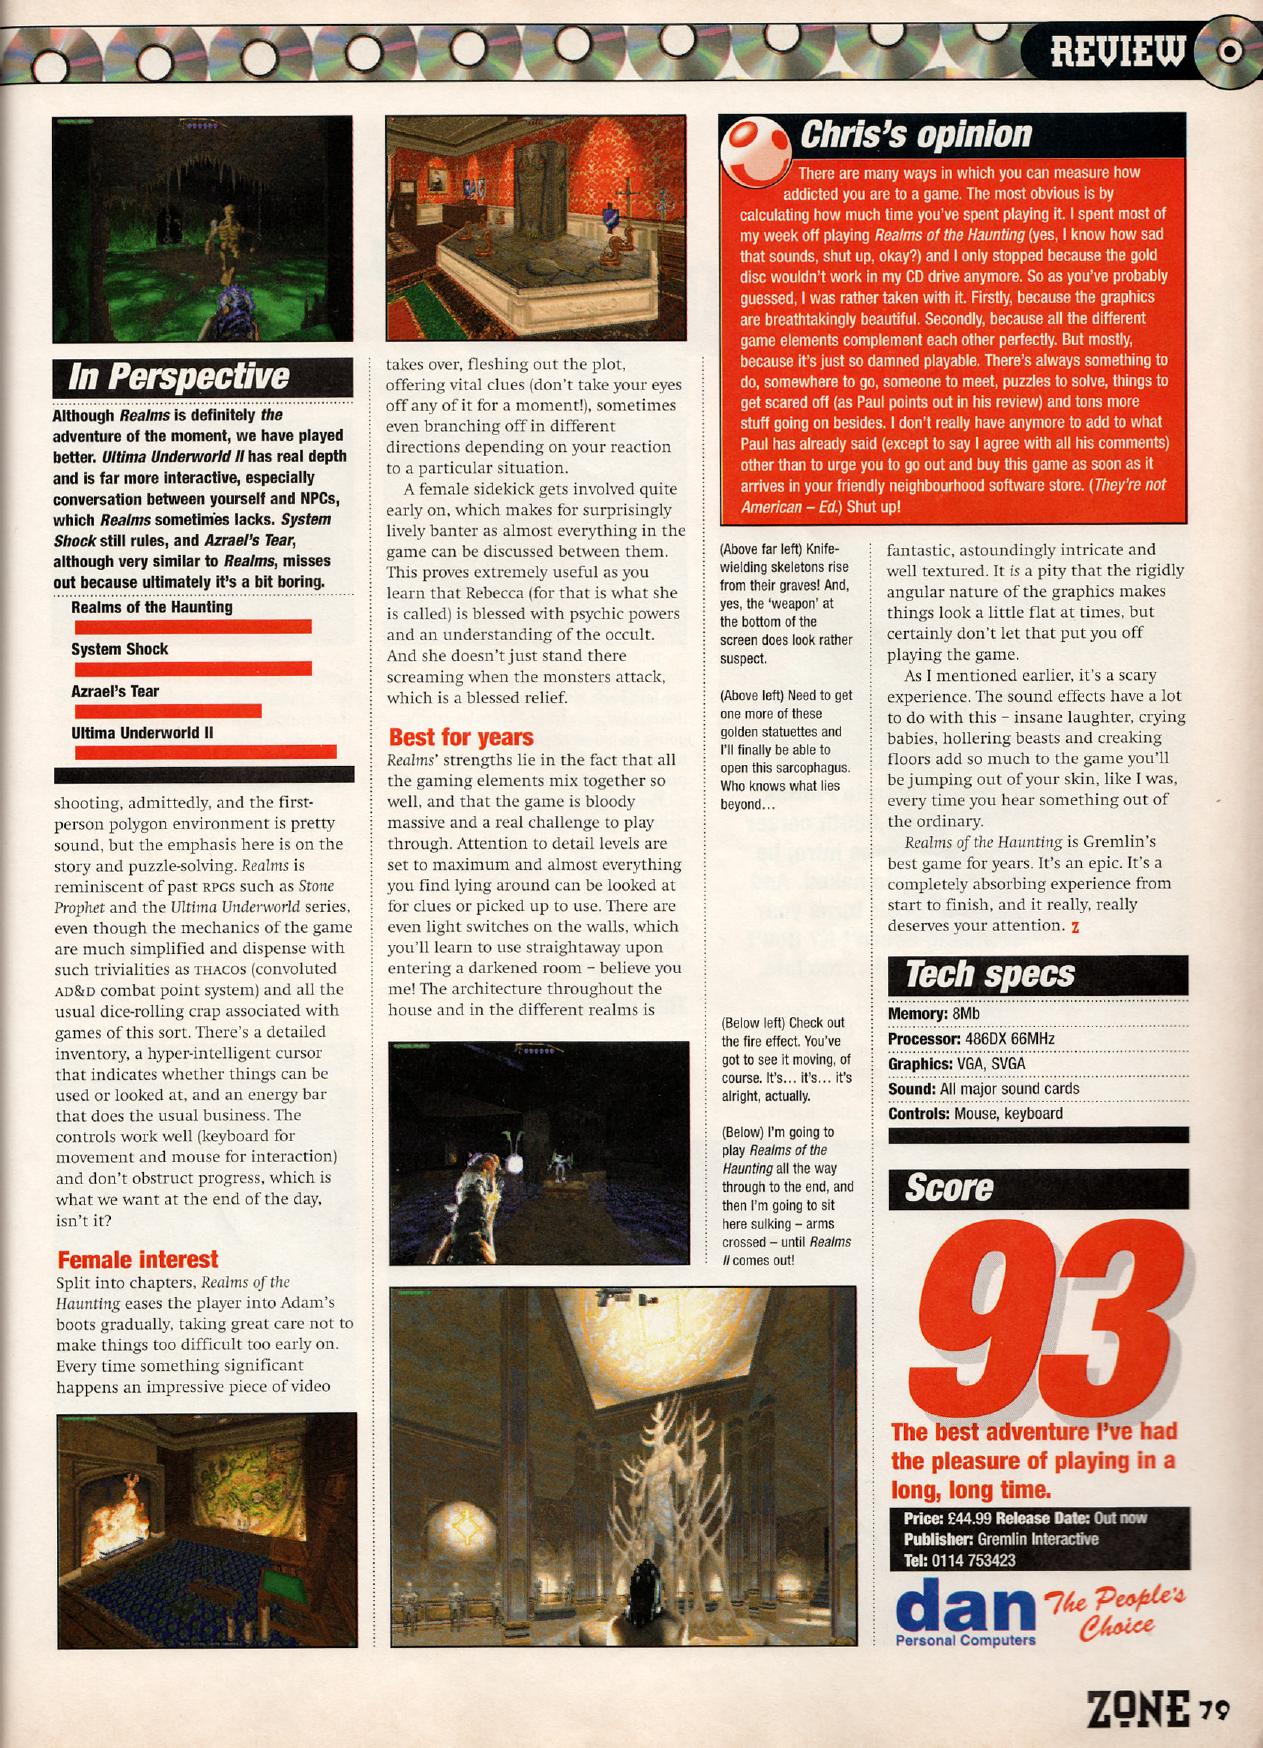 REVIEW
In Perspective
Although Realms is definitely the
adventure of the moment, we have played
better. Ultima Underworld II has real depth
and is far more interactive, especially
conversation between yourself and NPCs,
which Realms sometimes lacks. System
Shock still rules, and Azrael's Tear,
although very similar to Realms, misses
out because ultimately it's a bit boring.
Realms of the Haunting
System Shock
Azrael's Tear
Ultima Underworld II
shooting, admittedly, and the first-
person polygon environment is pretty
sound, but the emphasis here is on the
story and puzzle-solving. Realms is
reminiscent of past RPGS such as Stone
Prophet and the Ultima Underworld series,
even though the mechanics of the game
are much simplified and dispense with
such trivialities as THACOS (convoluted
AD&D combat point system) and all the
usual dice-rolling crap associated with
games of this sort. There's a detailed
inventory, a hyper-intelligent cursor
that indicates whether things can be
used or looked at, and an energy bar
that does the usual business. The
controls work well (keyboard for
movement and mouse for interaction)
and don't obstruct progress, which is
what we want at the end of the day,
isn't it?
Female interest
Split into chapters, Realms of the
Haunting eases the player into Adam's
boots gradually, taking great care not to
make things too difficult too early on.
Every time something significant
happens an impressive piece of video
takes over, fleshing out the plot,
offering vital clues (don't take your eyes
off any of it for a moment!), sometimes
even branching off in different
directions depending on your reaction
to a particular situation.
A female sidekick gets involved quite
early on, which makes for surprisingly
lively banter as almost everything in the
game can be discussed between them.
This proves extremely useful as you
learn that Rebecca (for that is what she
is called) is blessed with psychic powers
and an understanding of the occult.
And she doesn't just stand there
screaming when the monsters attack,
which is a blessed relief.
Best for years
Realms' strengths lie in the fact that all
the gaming elements mix together so
well, and that the game is bloody
massive and a real challenge to play
through. Attention to detail levels are
set to maximum and almost everything
you find lying around can be looked at
for clues or picked up to use. There are
even light switches on the walls, which
you'll learn to use straightaway upon
entering a darkened room – believe you
me! The architecture throughout the
house and in the different realms is
Chris's opinion
There are many ways in which you can measure how
addicted you are to a game. The most obvious is by
calculating how much time you've spent playing it. I spent most of
my week off playing Realms of the Haunting (yes, I know how sad
that sounds, shut up, okay?) and I only stopped because the gold
disc wouldn't work in my CD drive anymore. So as you've probably
guessed, I was rather taken with it. Firstly, because the graphics
are breathtakingly beautiful. Secondly, because all the different
game elements complement each other perfectly. But mostly,
because it's just so damned playable. There's always something to
do, somewhere to go, someone to meet, puzzles to solve, things to
get scared off (as Paul points out in his review) and tons more
stuff going on besides. I don't really have anymore to add to what
Paul has already said (except to say I agree with all his comments)
other than to urge you to go out and buy this game as soon as it
arrives in your friendly neighbourhood software store. (They're not
American – Ed.) Shut up!
(Above far left) Knife-
wielding skeletons rise
from their graves! And,
yes, the 'weapon' at
the bottom of the
screen does look rather
suspect.
(Above left) Need to get
one more of these
golden statuettes and
I'll finally be able to
open this sarcophagus.
Who knows what lies
beyond...
(Below left) Check out
the fire effect. You've
got to see it moving, of
course. It's... it's... it's
alright, actually.
(Below) I'm going to
play Realms of the
Haunting all the way
through to the end, and
then I'm going to sit
here sulking – arms
crossed – until Realms
II comes out!
fantastic, astoundingly intricate and
well textured. It is a pity that the rigidly
angular nature of the graphics makes
things look a little flat at times, but
certainly don't let that put you off
playing the game.
As I mentioned earlier, it's a scary
experience. The sound effects have a lot
to do with this – insane laughter, crying
babies, hollering beasts and creaking
floors add so much to the game you'll
be jumping out of your skin, like I was,
every time you hear something out of
the ordinary.
Realms of the Haunting is Gremlin's
best game for years. It's an epic. It's a
completely absorbing experience from
start to finish, and it really, really
deserves your attention. Z
Tech specs
Memory: 8Mb
Processor: 486DX 66MHz
Graphics: VGA, SVGA
Sound: All major sound cards
Controls: Mouse, keyboard
Score
93
The best adventure I've had
the pleasure of playing in a
long, long time.
Price: £44.99 Release Date: Out now
Publisher: Gremlin Interactive
Tel: 0114 753423
dan
Personal Computers
The People's
Choice
ZONE 79